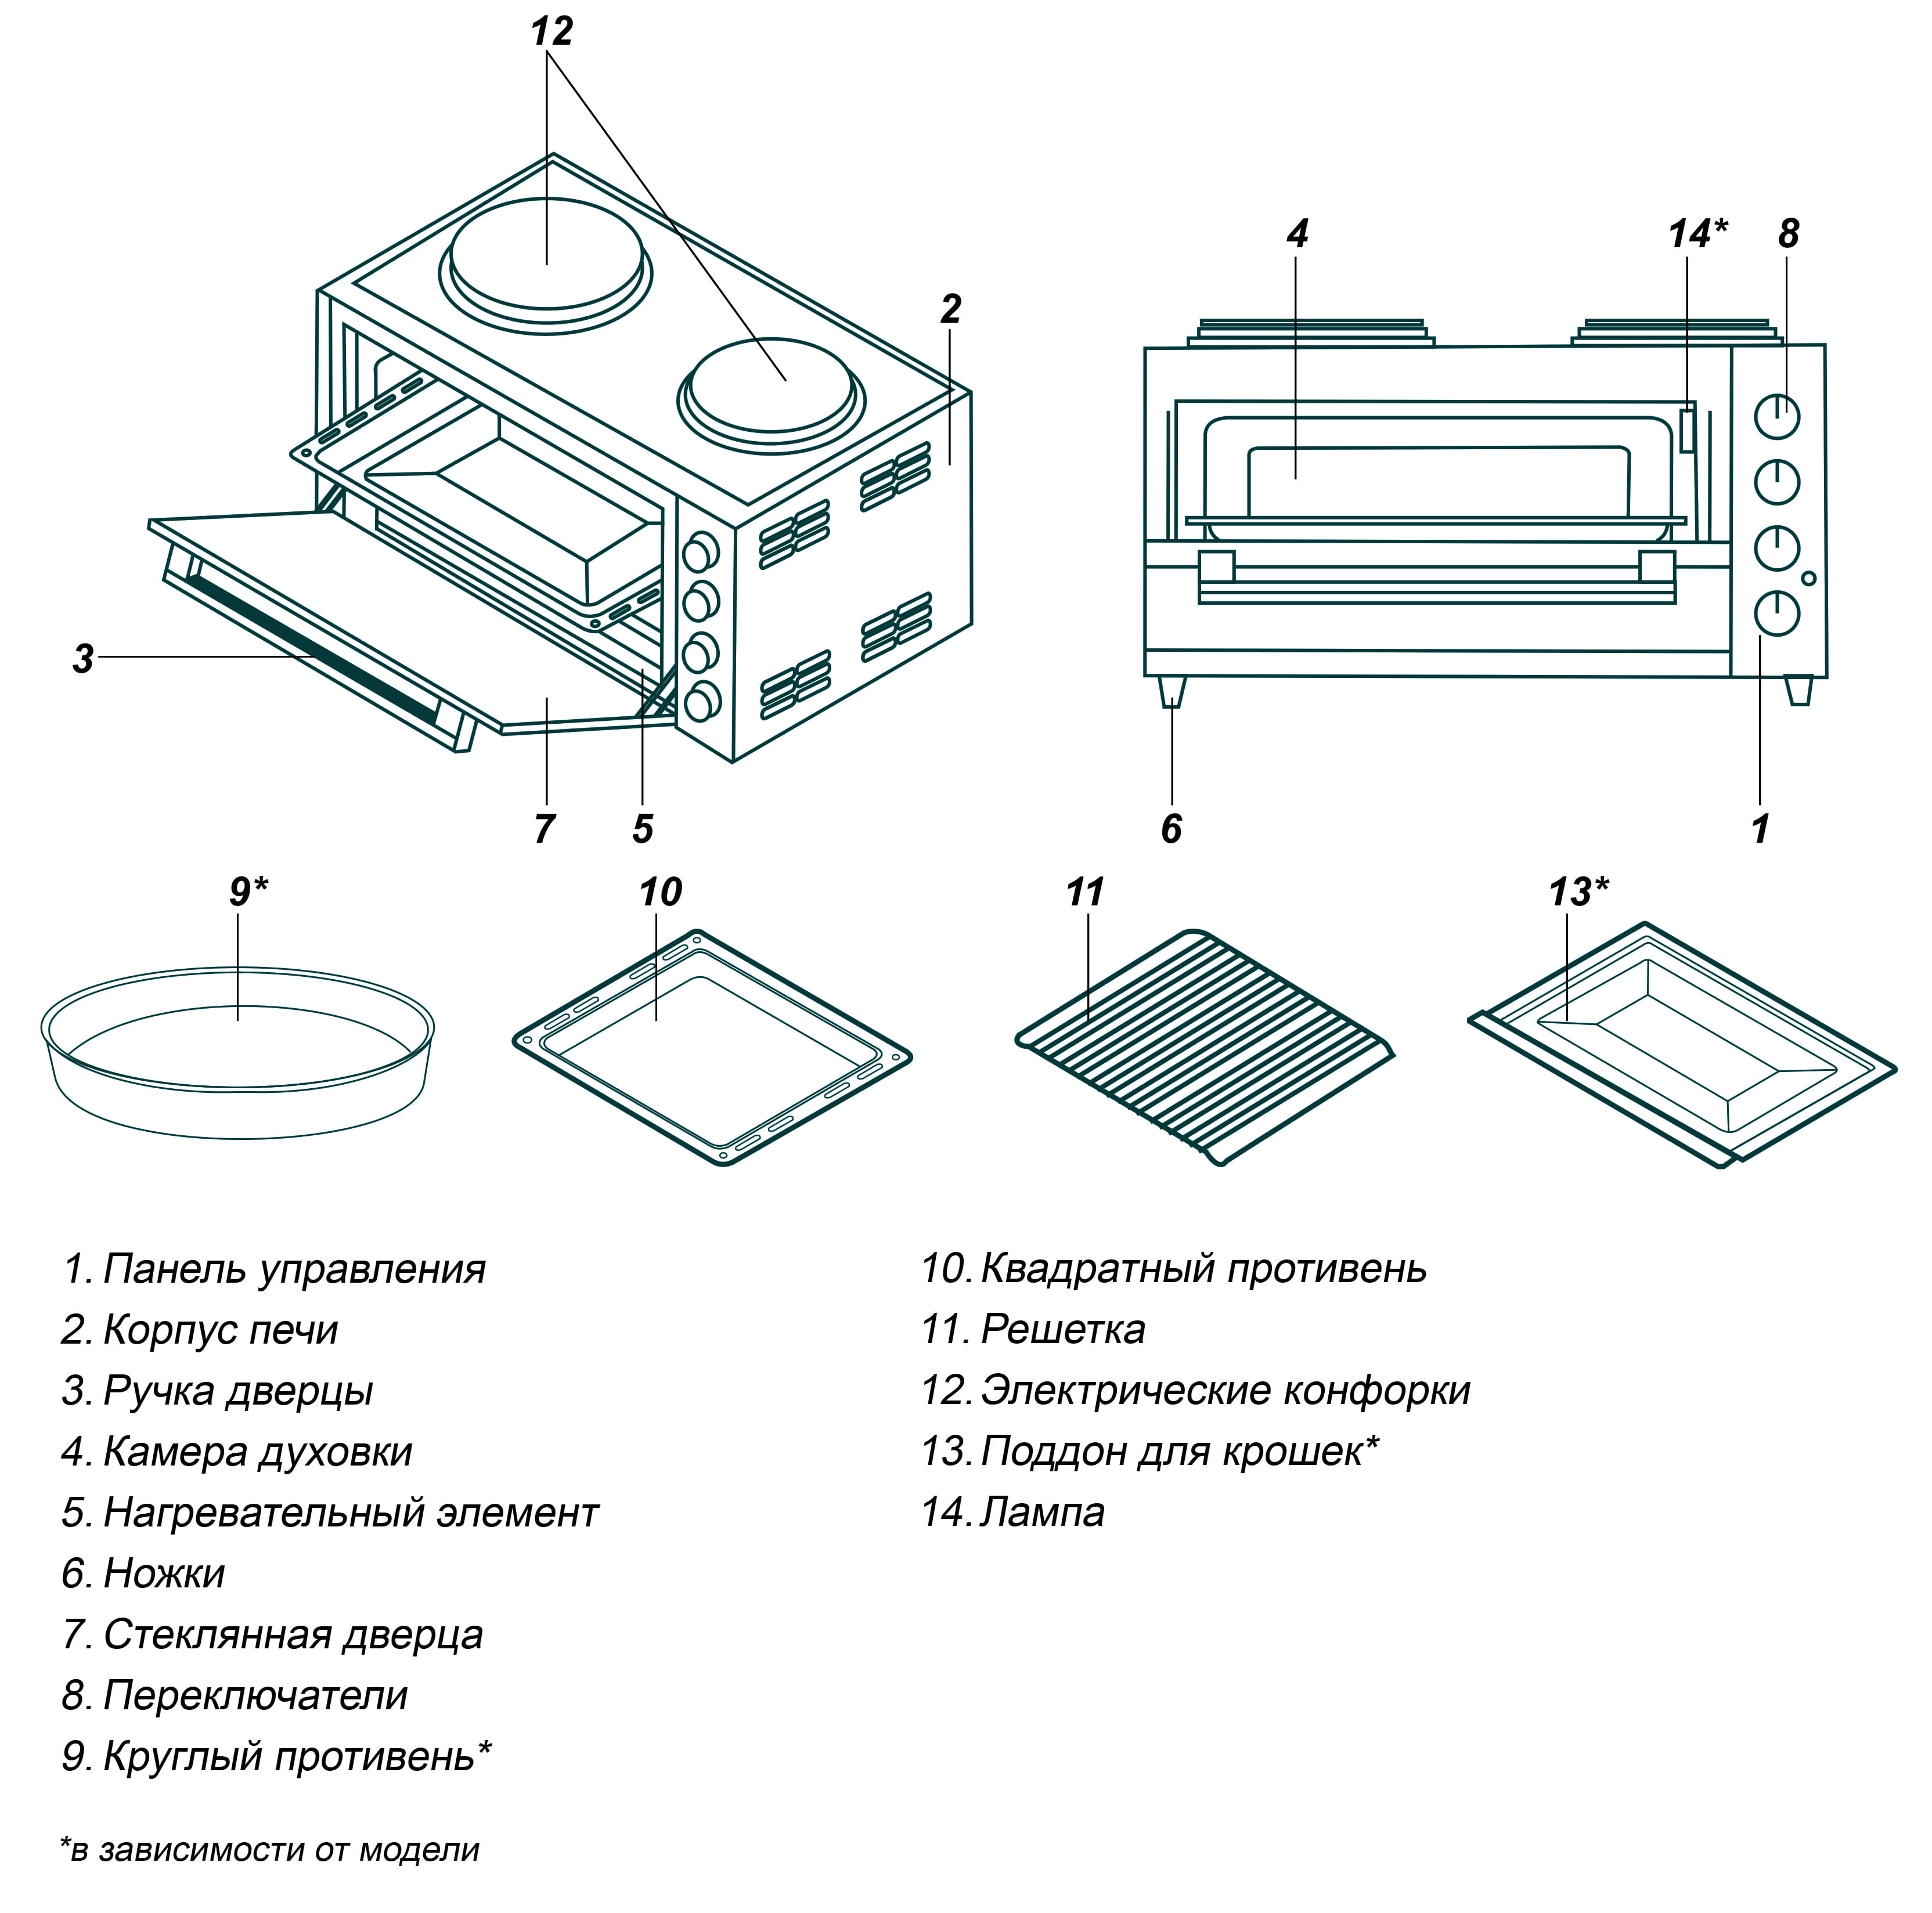 12
4
14*
8
2
3
7
5
6
1
9*
10
11
13*
1. Панель управления
2. Корпус печи
3. Ручка дверцы
4. Камера духовки
5. Нагревательный элемент
6. Ножки
7. Стеклянная дверца
8. Переключатели
9. Круглый противень*
10. Квадратный противень
11. Решетка
12. Электрические конфорки
13. Поддон для крошек*
14. Лампа
*в зависимости от модели